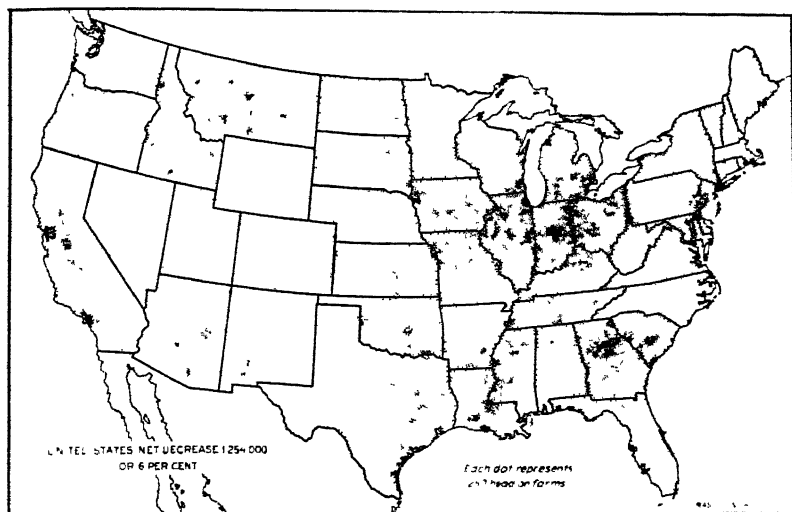 UNITED STATES NET DECREASE 1 254 000
OR 6 PER CENT
Each dot represents
head on farms